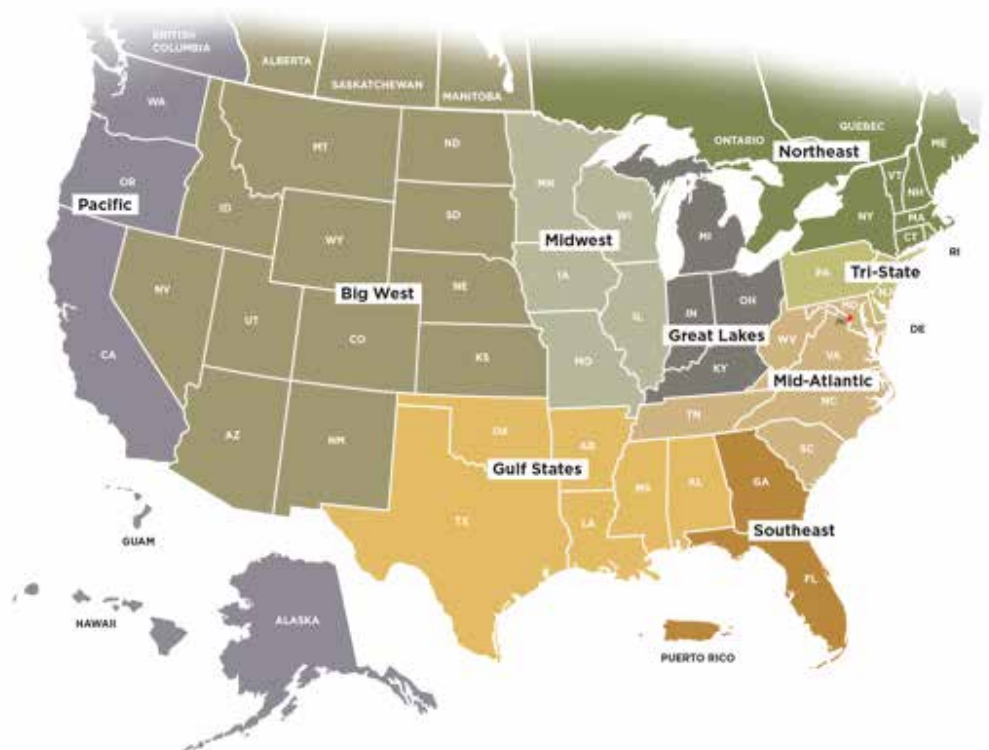 BRITISH
COLUMBIA
ALBERTA
SASKATCHEWAN
MANITOBA
ONTARIO
QUEBEC
Northeast
WA
MT
ND
MN
ME
VT
NH
OR
Pacific
ID
SD
WI
MI
NY
MA
CT
RI
WY
Midwest
IA
PA
Tri-State
NJ
NV
UT
Big West
NE
IL
IN
OH
Great Lakes
MD
DE
CA
CO
KS
MO
KY
WV
VA
Mid-Atlantic
NC
AZ
NM
OK
AR
TN
SC
Gulf States
TX
LA
MS
AL
GA
Southeast
FL
GUAM
HAWAII
ALASKA
PUERTO RICO